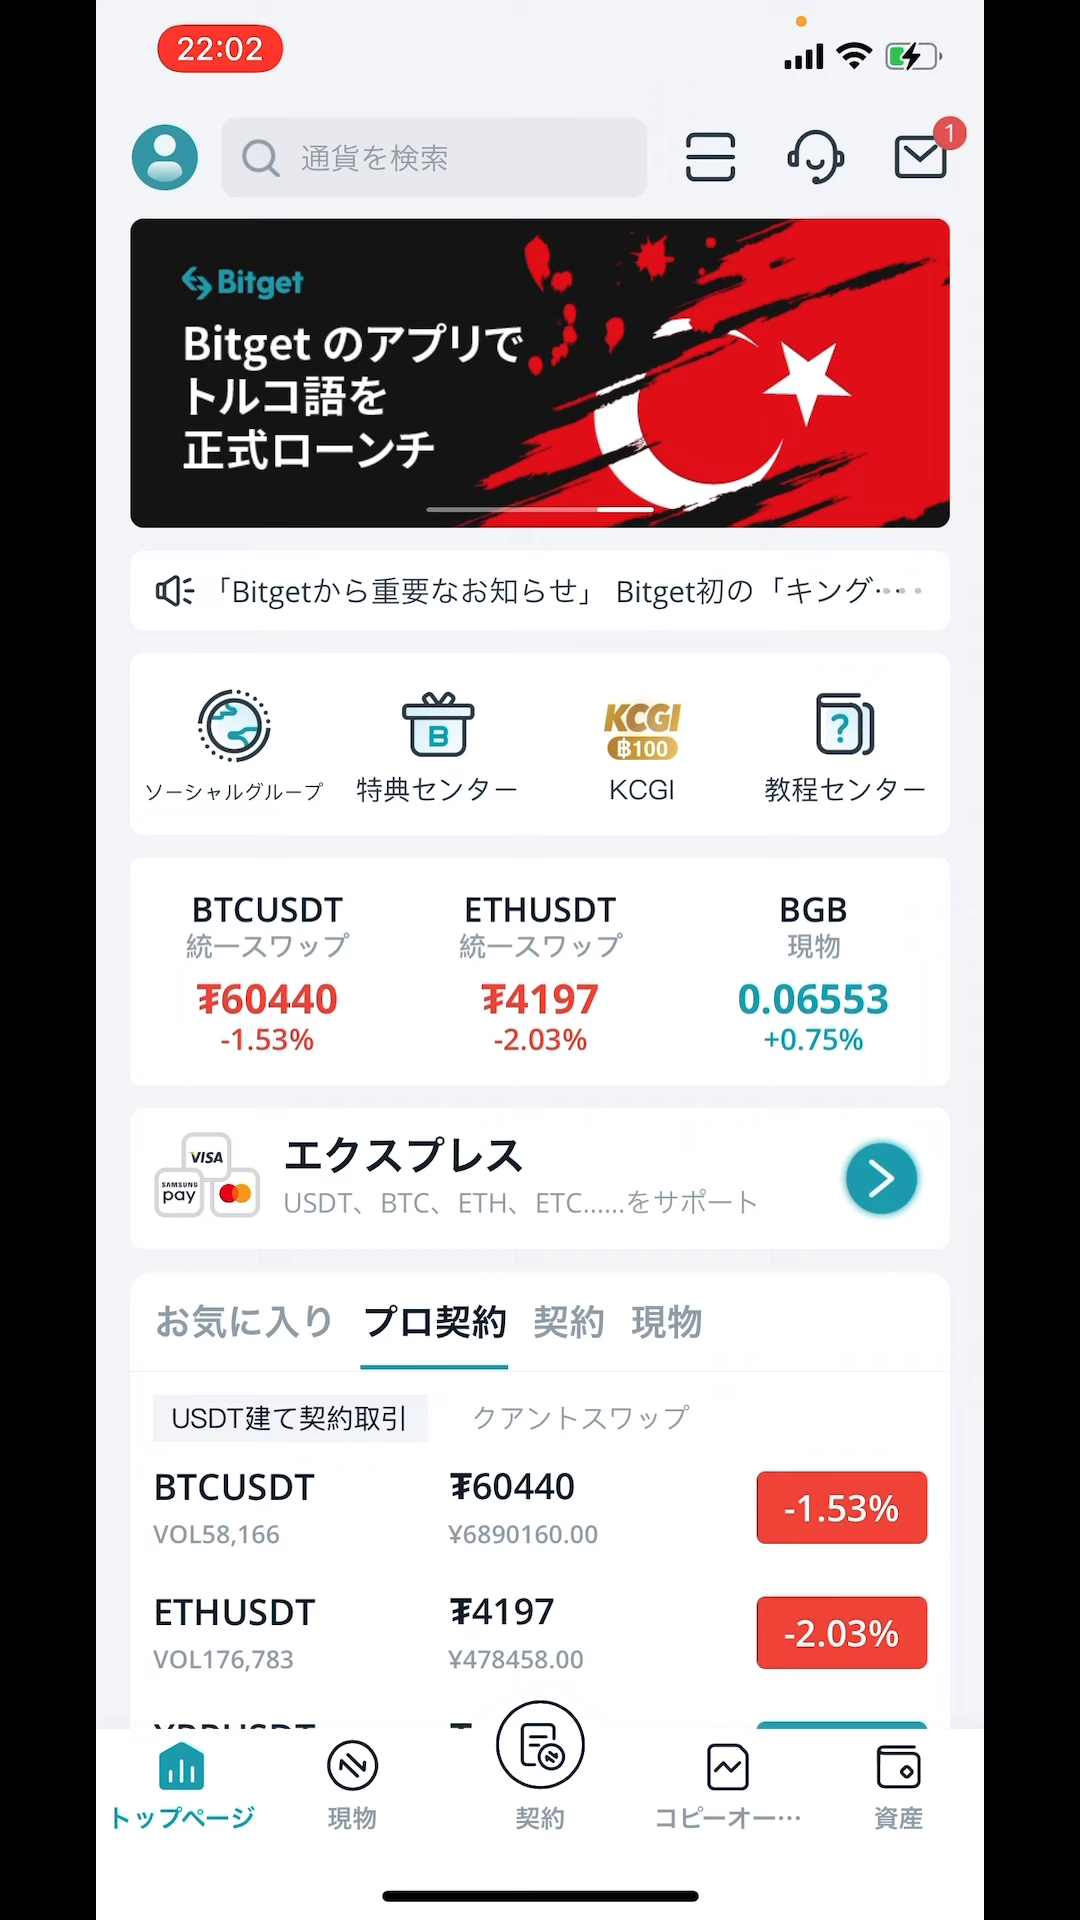 22:02
通貨を検索
1
Bitget
Bitget のアプリで
トルコ語を
正式ローンチ
「Bitgetから重要なお知らせ」 Bitget初の「キング…
B
KCGI
฿100
?
ソーシャルグループ
特典センター
KCGI
教程センター
BTCUSDT
ETHUSDT
BGB
統一スワップ
統一スワップ
現物
₮60440
₮4197
0.06553
-1.53%
-2.03%
+0.75%
VISA
SAMSUNG
pay
エクスプレス
USDT、BTC、ETH、ETC......をサポート
お気に入り プロ契約 契約 現物
USDT建て契約取引 クアントスワップ
BTCUSDT ₮60440 -1.53%
VOL58,166 ¥6890160.00
ETHUSDT ₮4197 -2.03%
VOL176,783 ¥478458.00
トップページ 現物 契約 コピーオー… 資産